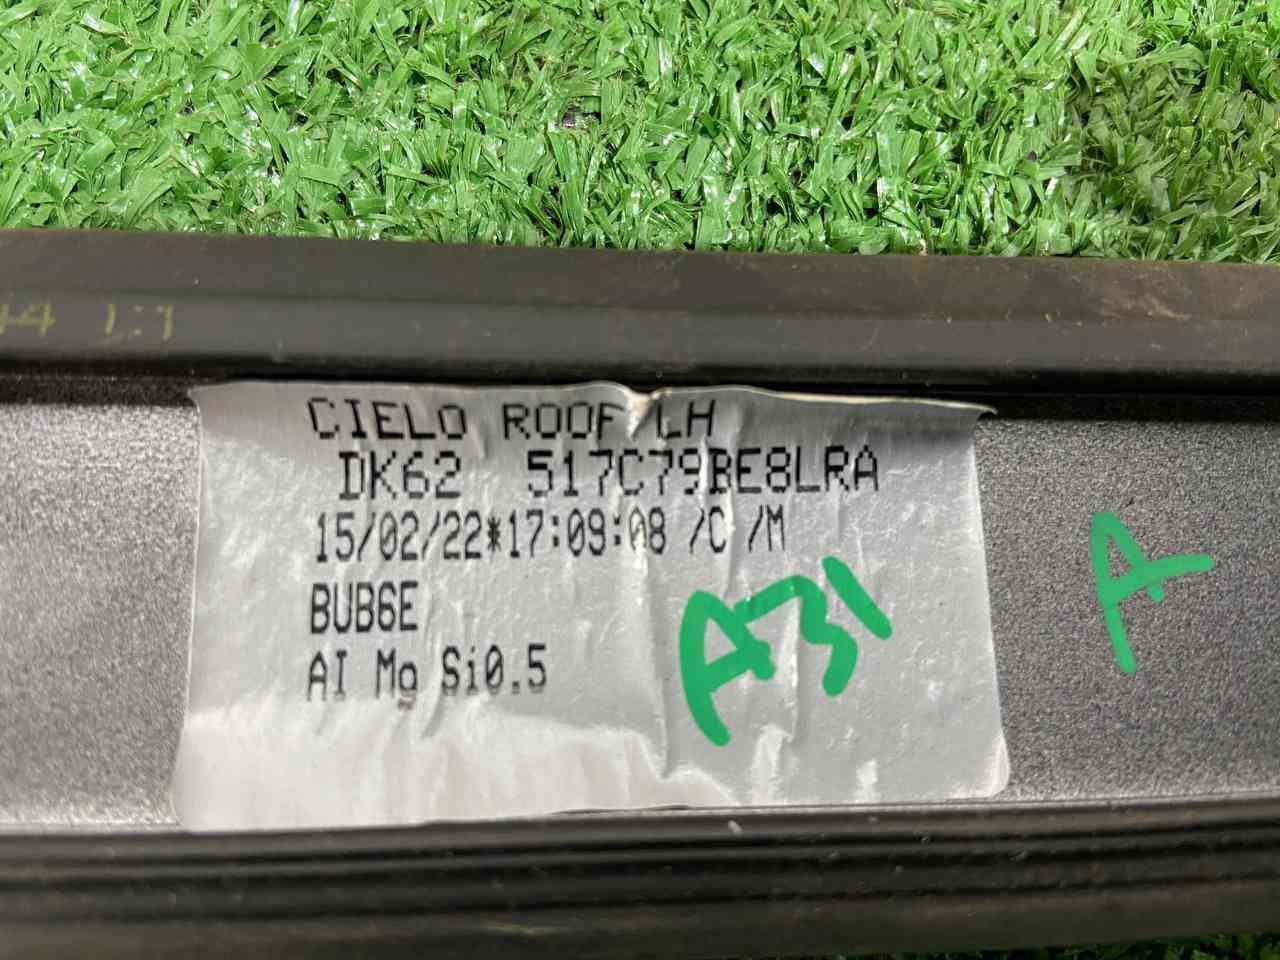 CIELO ROOF LH
DK62 517C79BE8LRA
15/02/22*17:09:08 /C /M
BUB6E
AI Mg Si0.5
A31
A